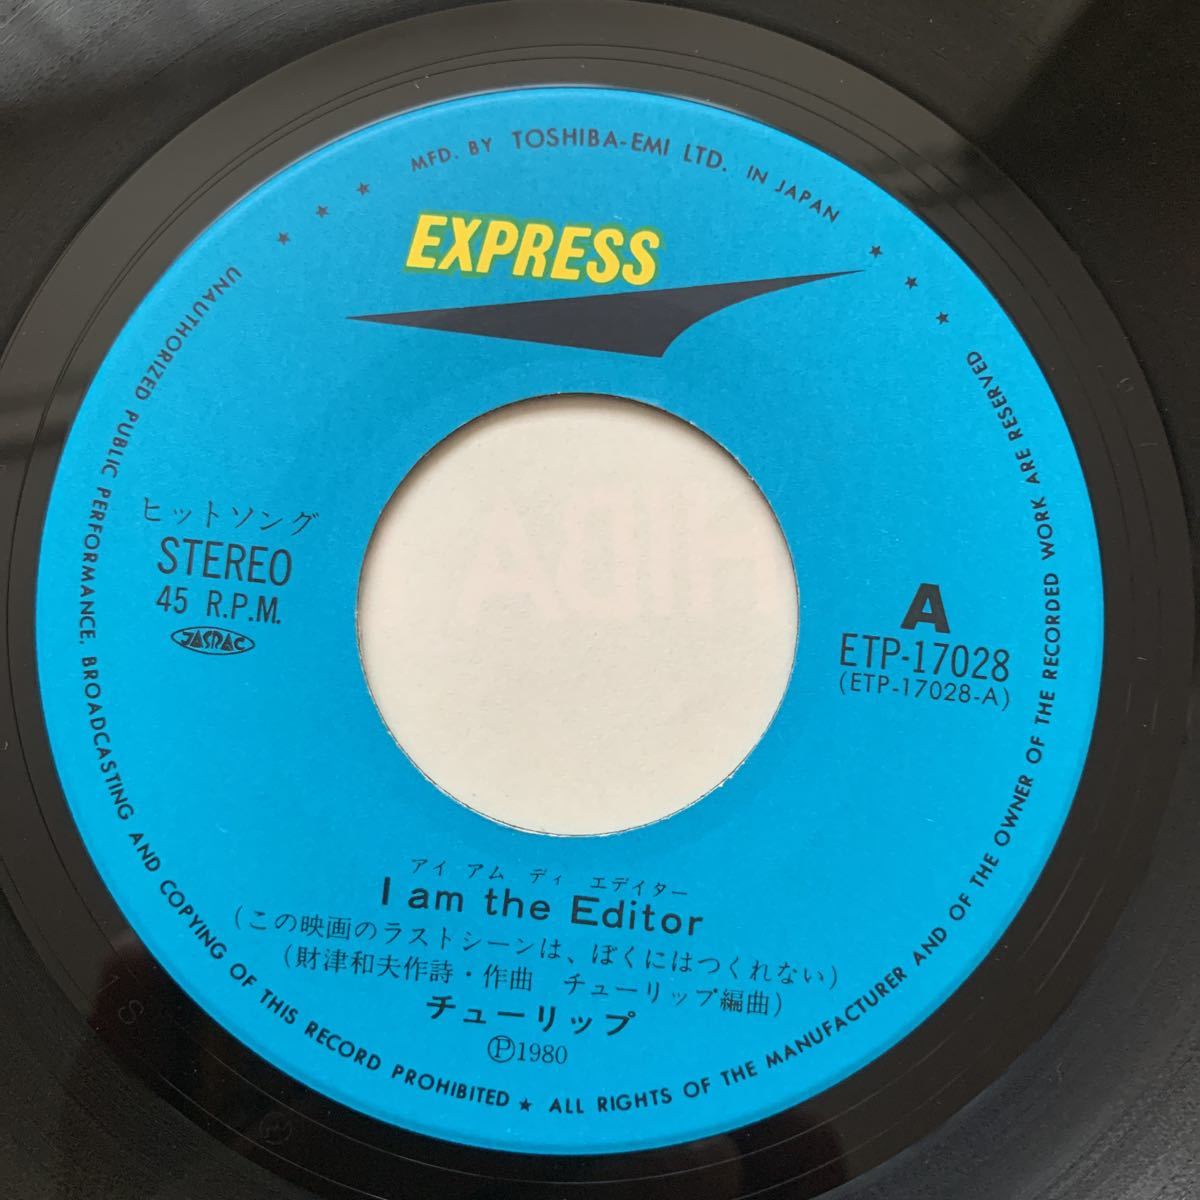 MFD. BY TOSHIBA-EMI LTD. IN JAPAN
EXPRESS
ヒットソング
STEREO
45 R.P.M.
JASRAC
A
ETP-17028
(ETP-17028-A)
アイ アム ディ エディター
I am the Editor
(この映画のラストシーンは、ぼくにはつくれない)
(財津和夫作詩・作曲 チューリップ編曲)
チューリップ
Ⓟ1980
UNAUTHORIZED PUBLIC PERFORMANCE, BROADCASTING AND COPYING OF THIS RECORD PROHIBITED ★ ALL RIGHTS OF THE MANUFACTURER AND OF THE OWNER OF THE RECORDED WORK ARE RESERVED